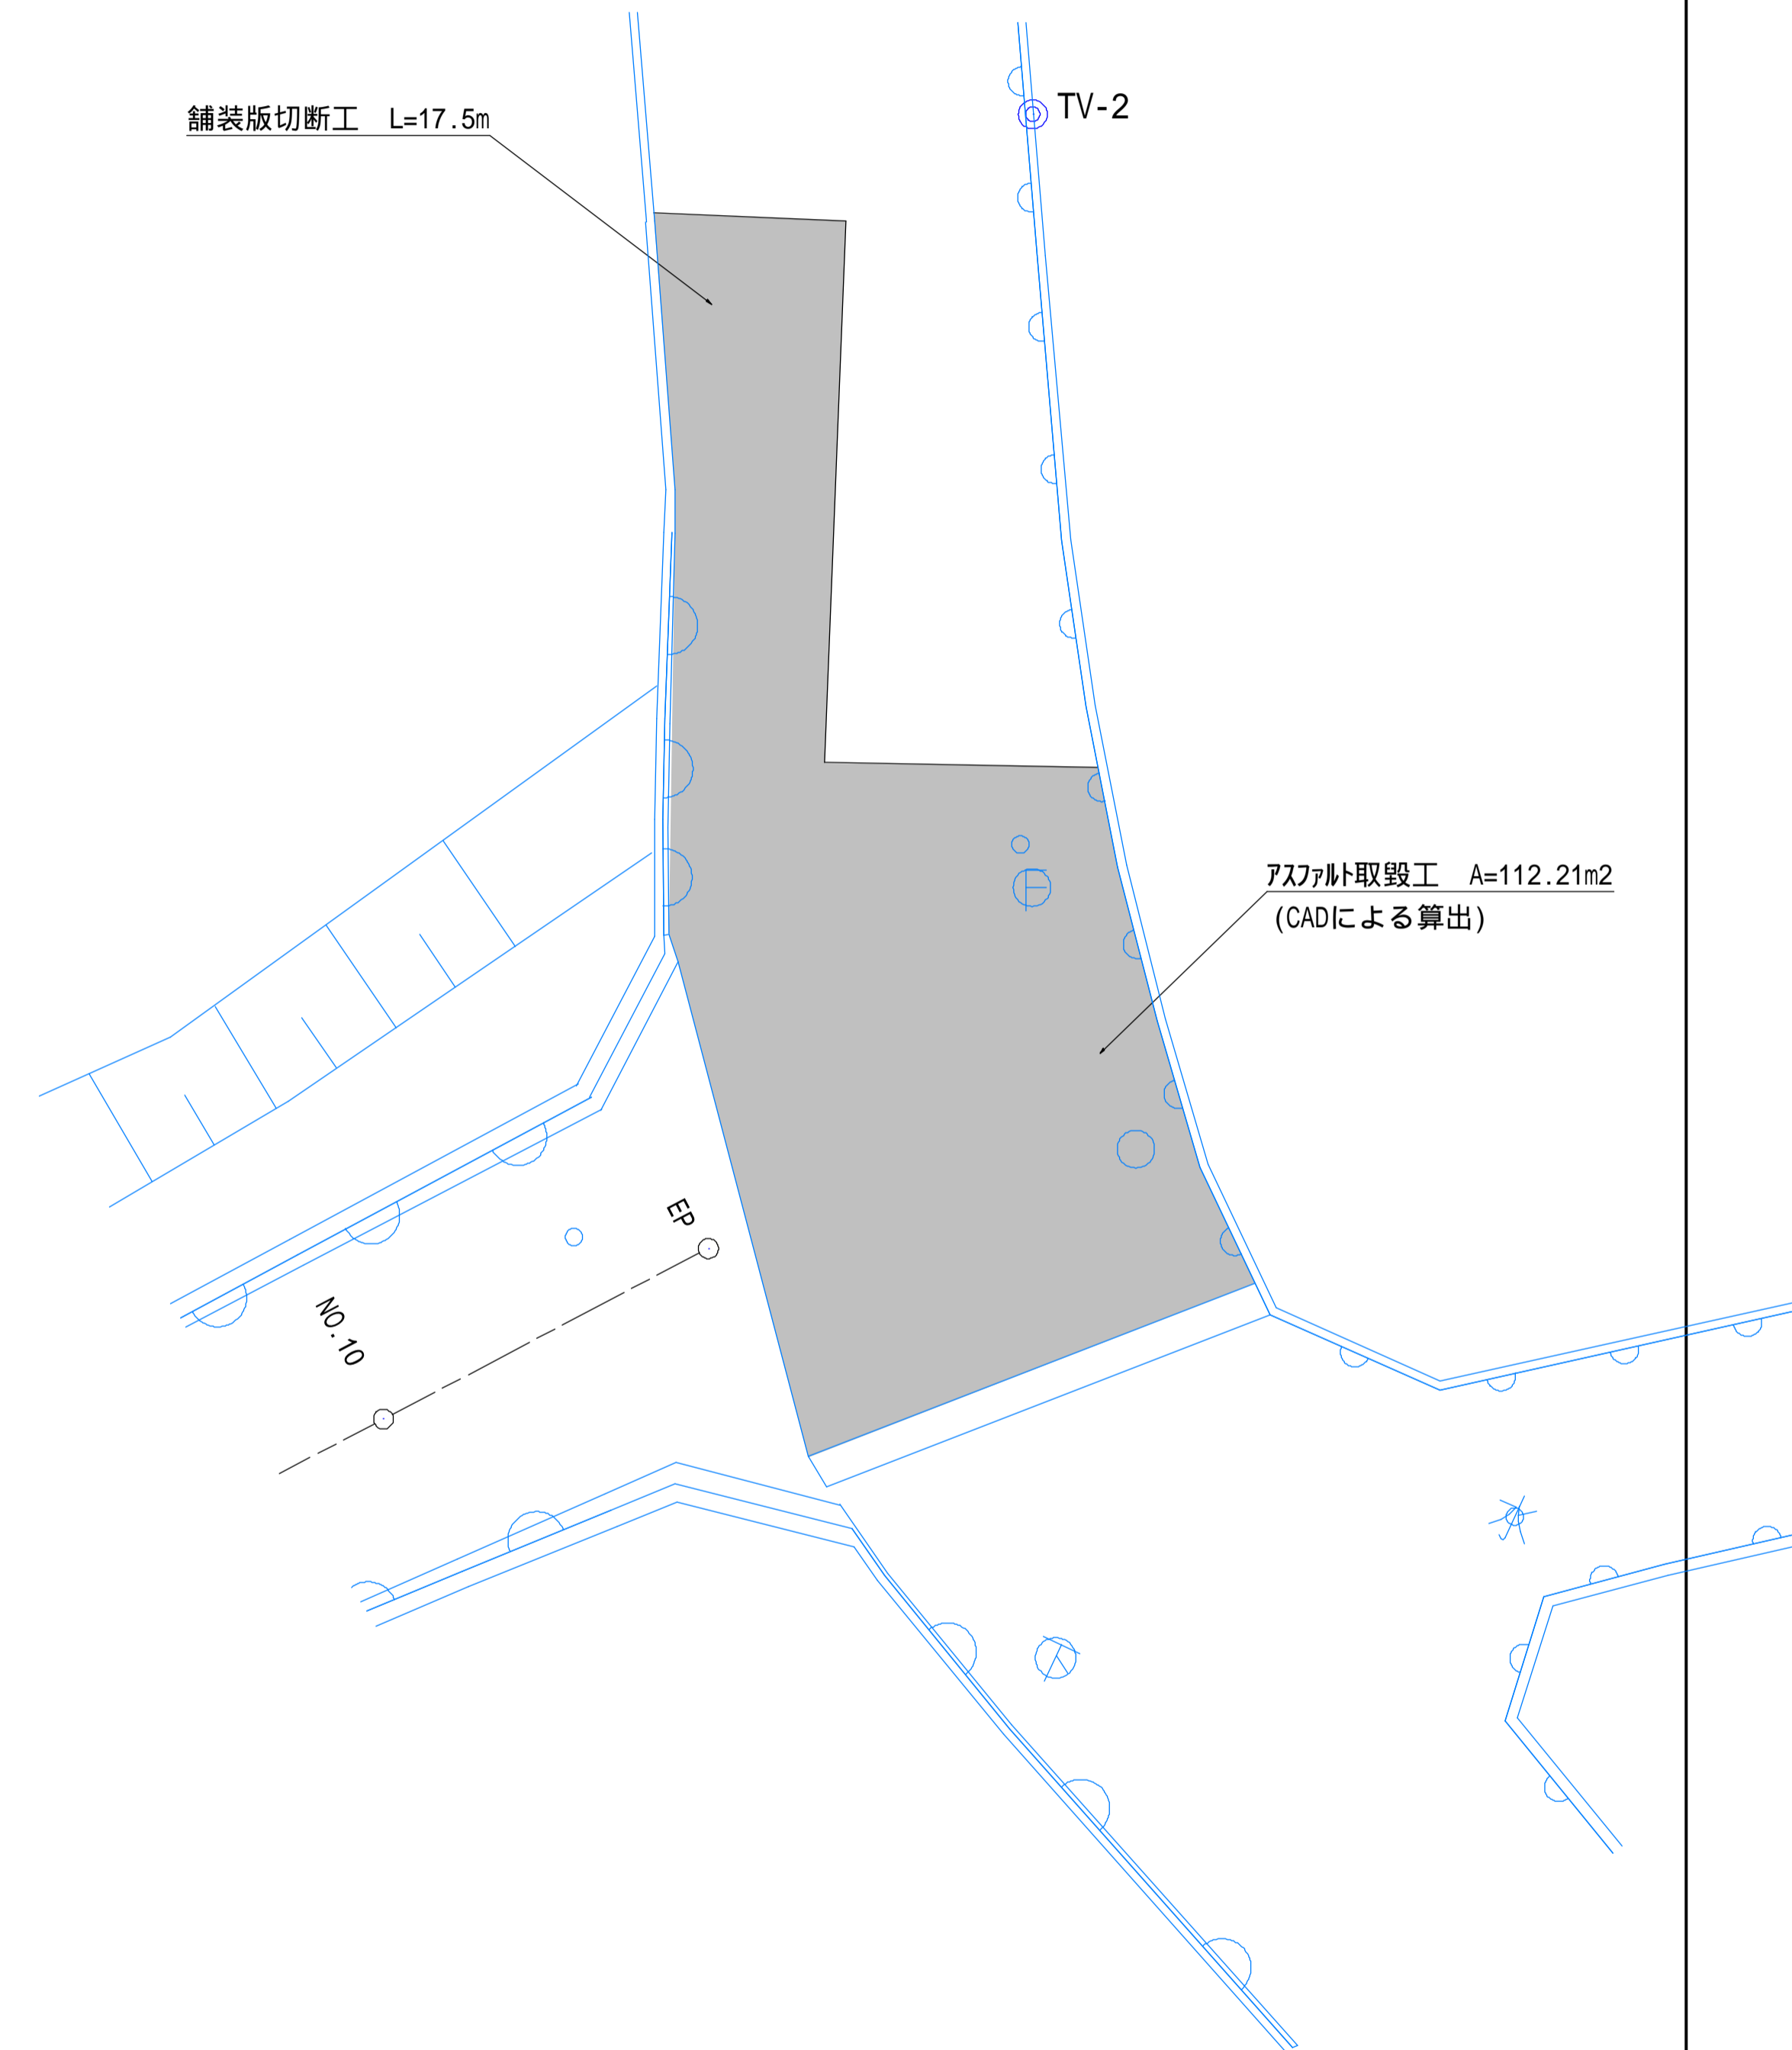 舗装版切断工　L=17.5m
TV-2
ｱｽﾌｧﾙﾄ取毀工　A=112.21m2
(CADによる算出)
EP
NO.10